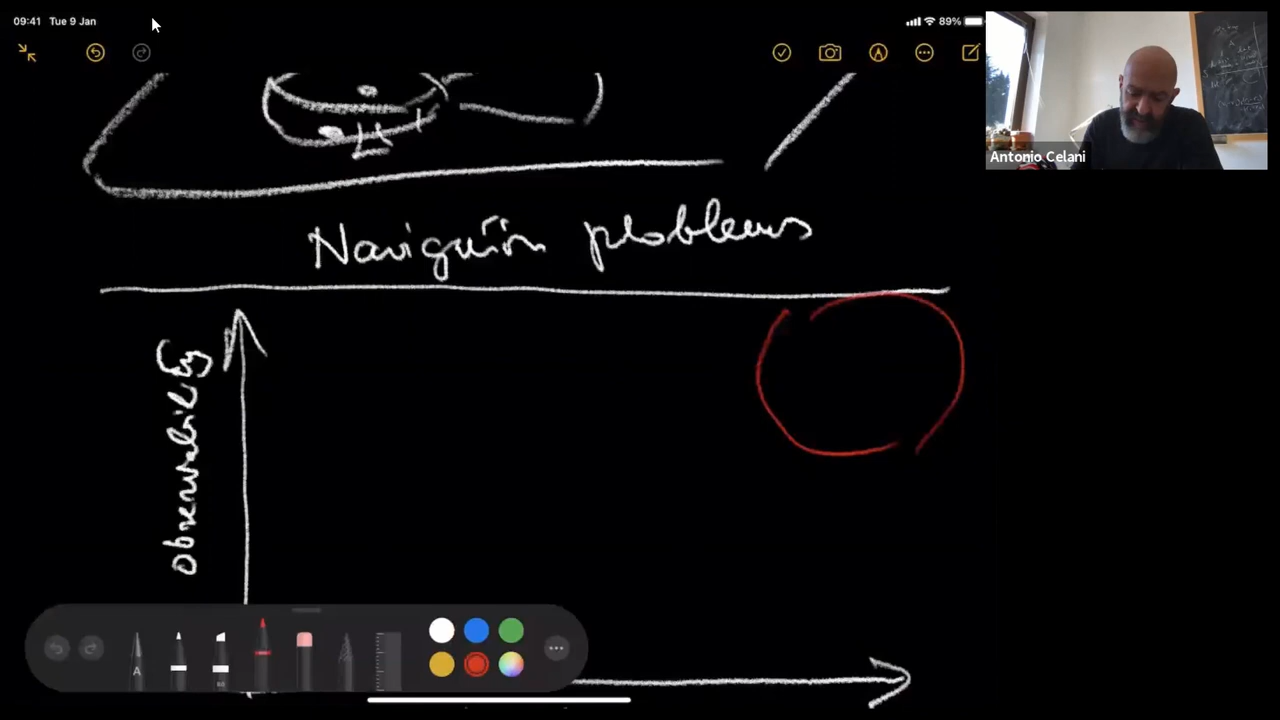 09:41 Tue 9 Jan
89%
Antonio Celani
Navigation problems
observability
A